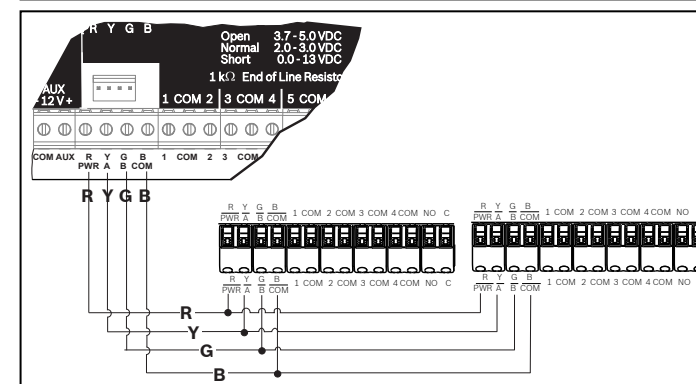 R Y G B
Open 3.7 - 5.0 VDC
Normal 2.0 - 3.0 VDC
Short 0.0 - 13 VDC
1 kΩ End of Line
AUX
12 V +
1 COM 2 3 COM 4 5
COM AUX R Y G B 1 COM 2 3 COM
PWR A B COM
R Y G B
R Y G B 1 COM 2 COM 3 COM 4 COM NO C
PWR A B COM
R Y G B 1 COM 2 COM 3 COM 4 COM NO
PWR A B COM
R Y G B 1 COM 2 COM 3 COM 4 COM NO C
PWR A B COM
R Y G B 1 COM 2 COM 3 COM 4 COM NO
PWR A B COM
R
Y
G
B